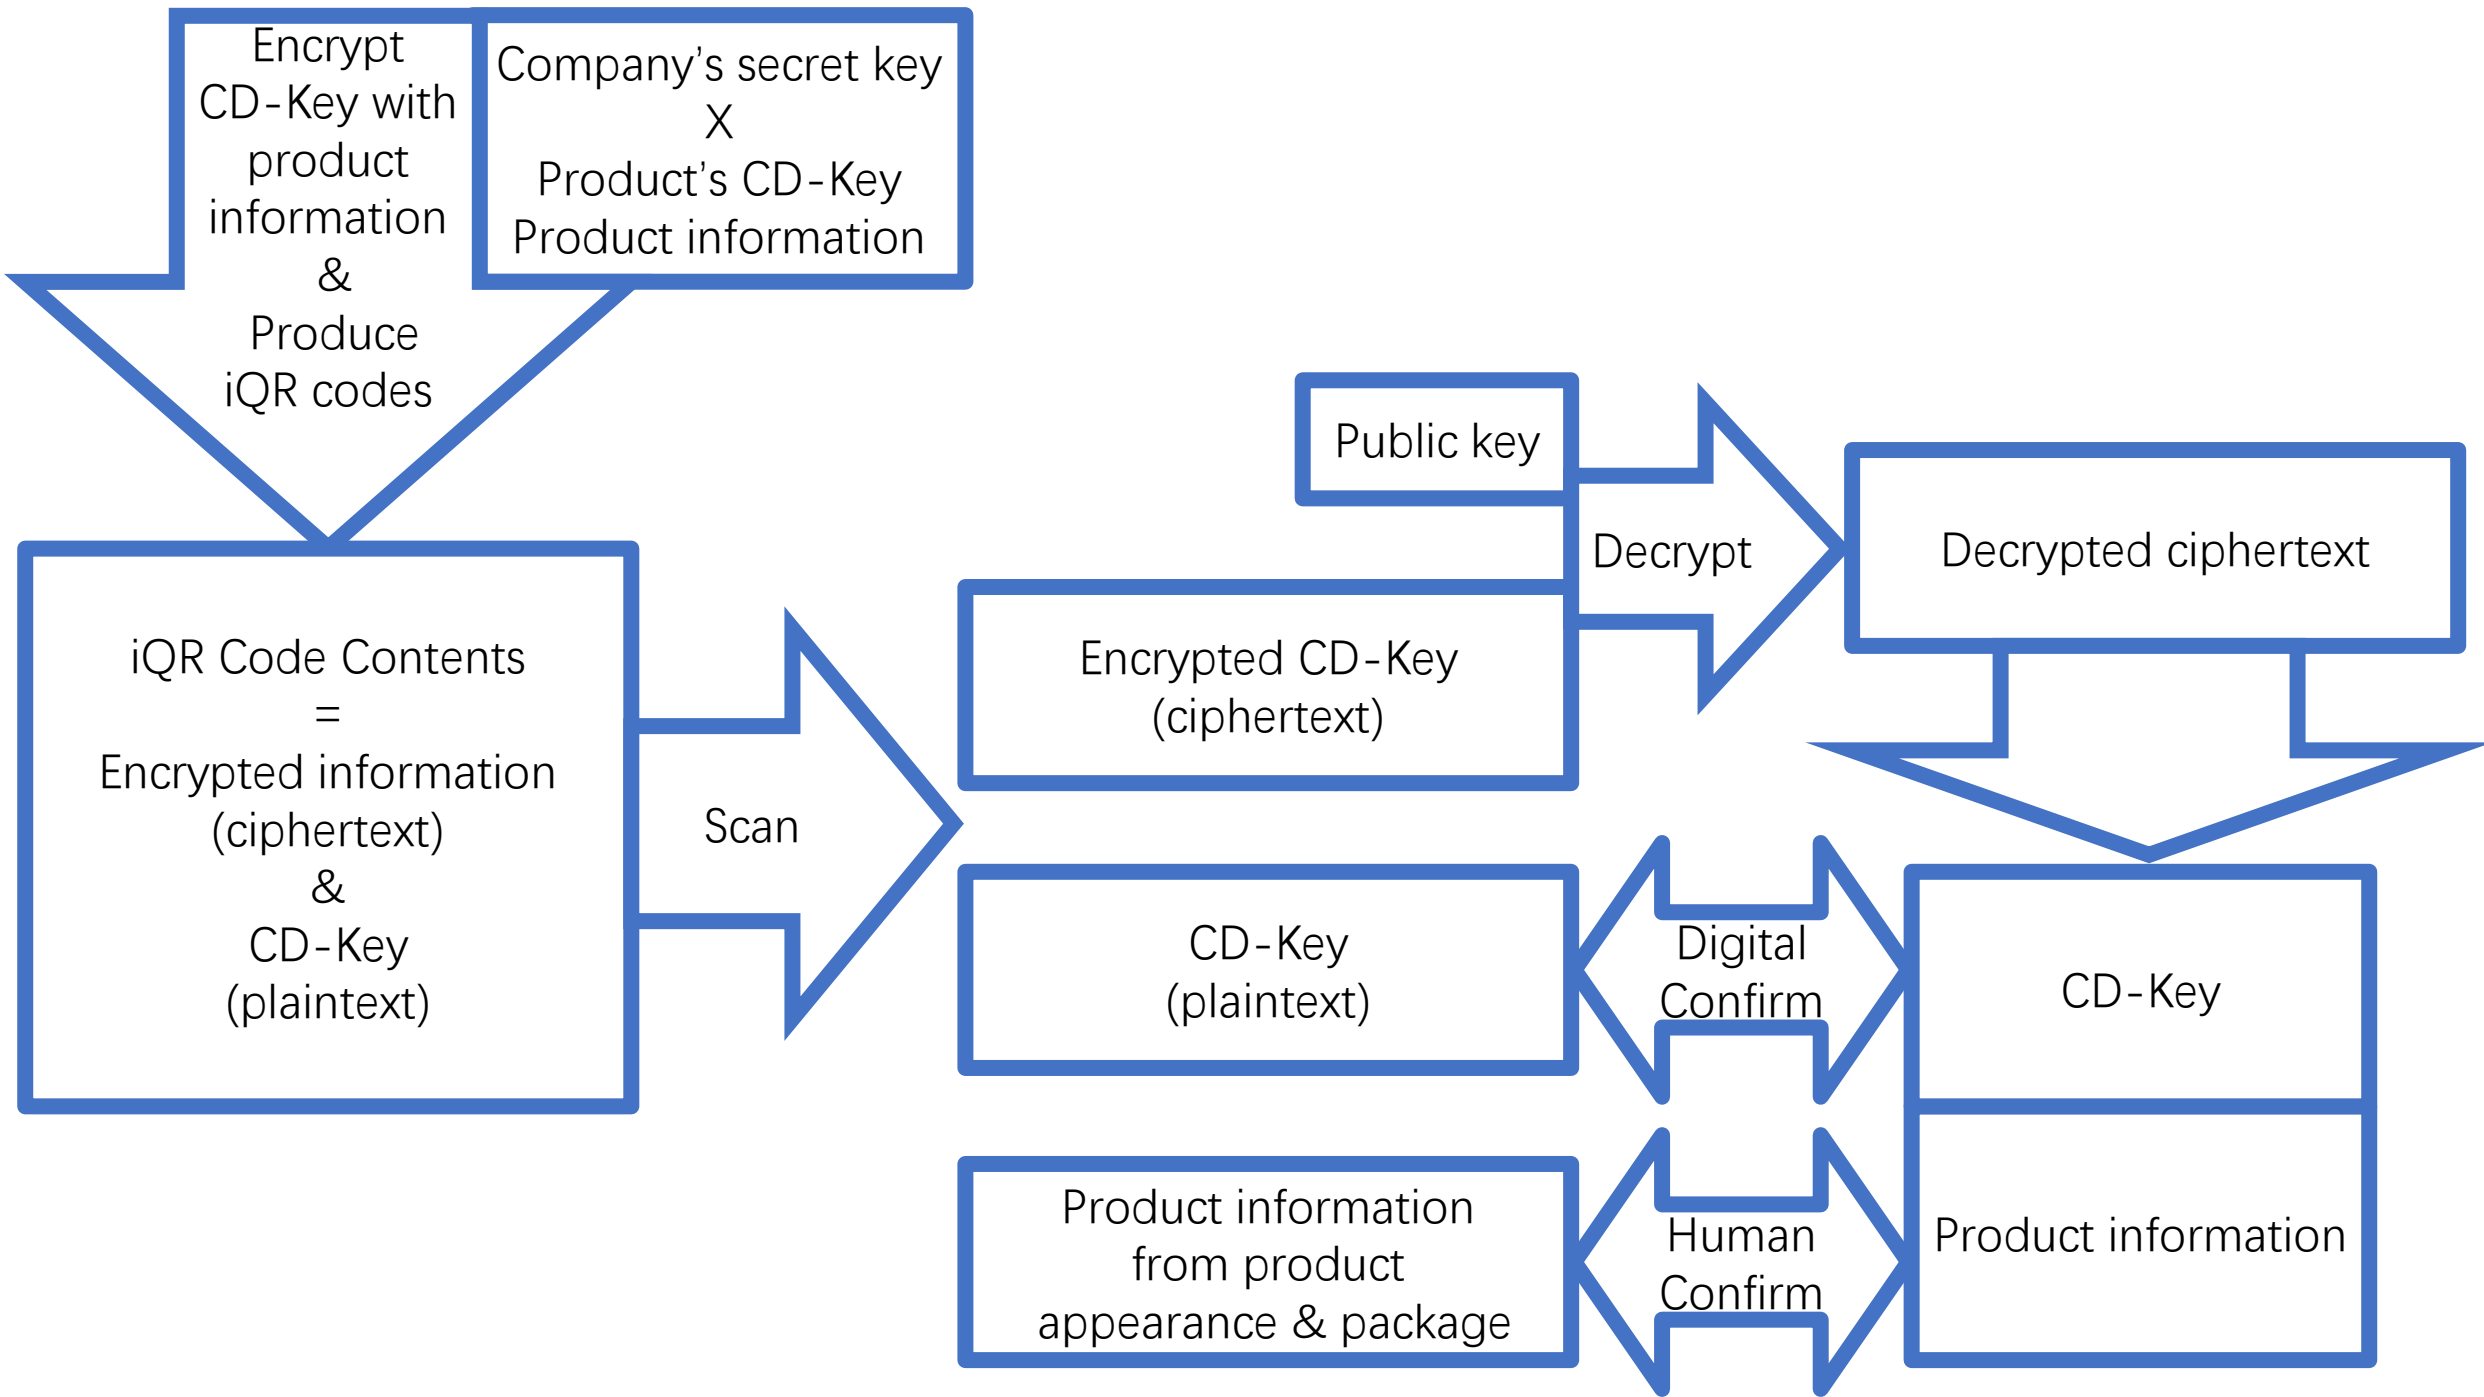 Encrypt
CD-Key with
product
information
&
Produce
iQR codes
Company's secret key
X
Product's CD-Key
Product information
iQR Code Contents
=
Encrypted information
(ciphertext)
&
CD-Key
(plaintext)
Scan
Public key
Encrypted CD-Key
(ciphertext)
Decrypt
Decrypted ciphertext
CD-Key
(plaintext)
Digital
Confirm
CD-Key
Product information
from product
appearance & package
Human
Confirm
Product information